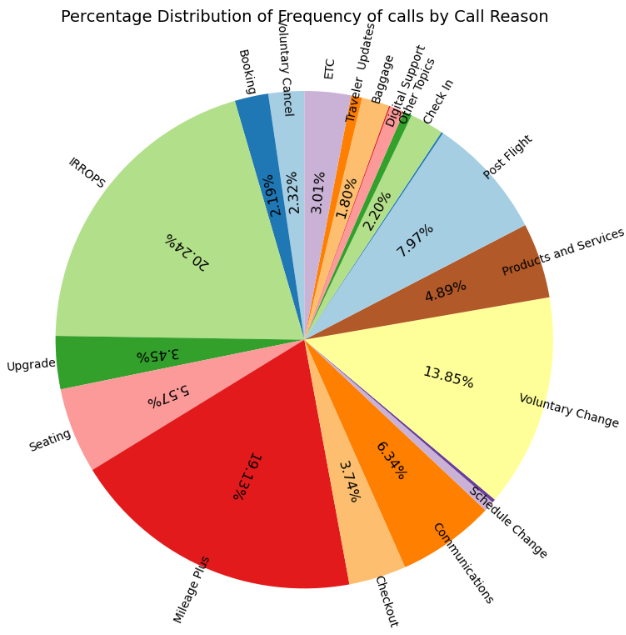 Percentage Distribution of Frequency of calls by Call Reason
Voluntary Cancel
2.32%
Booking
2.19%
IRROPS
20.24%
Upgrade
3.45%
Seating
5.57%
Mileage Plus
19.13%
Checkout
3.74%
Communications
6.34%
Schedule Change
Voluntary Change
13.85%
Products and Services
4.89%
Post Flight
7.97%
Check In
2.20%
Other Topics
Digital Support
Baggage
1.80%
Traveler Updates
ETC
3.01%